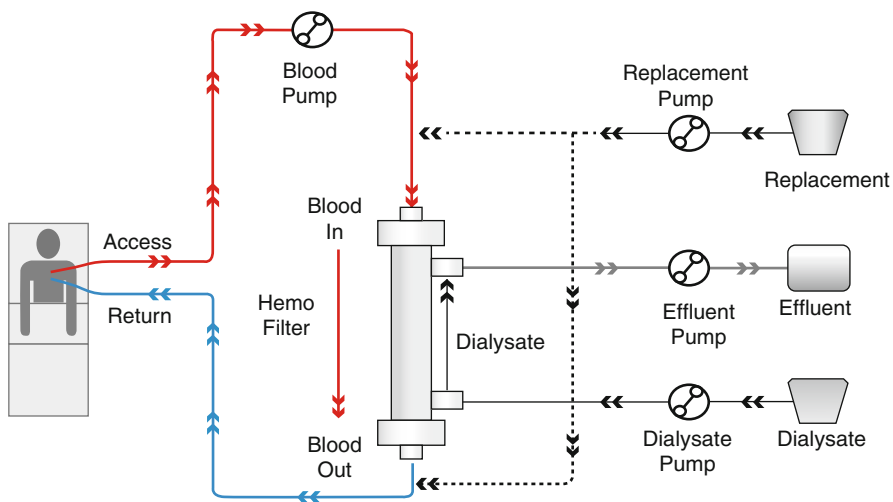 Blood
Pump
Replacement
Pump
Replacement
Access
Blood
In
Return
Hemo
Filter
Dialysate
Effluent
Pump
Effluent
Blood
Out
Dialysate
Pump
Dialysate